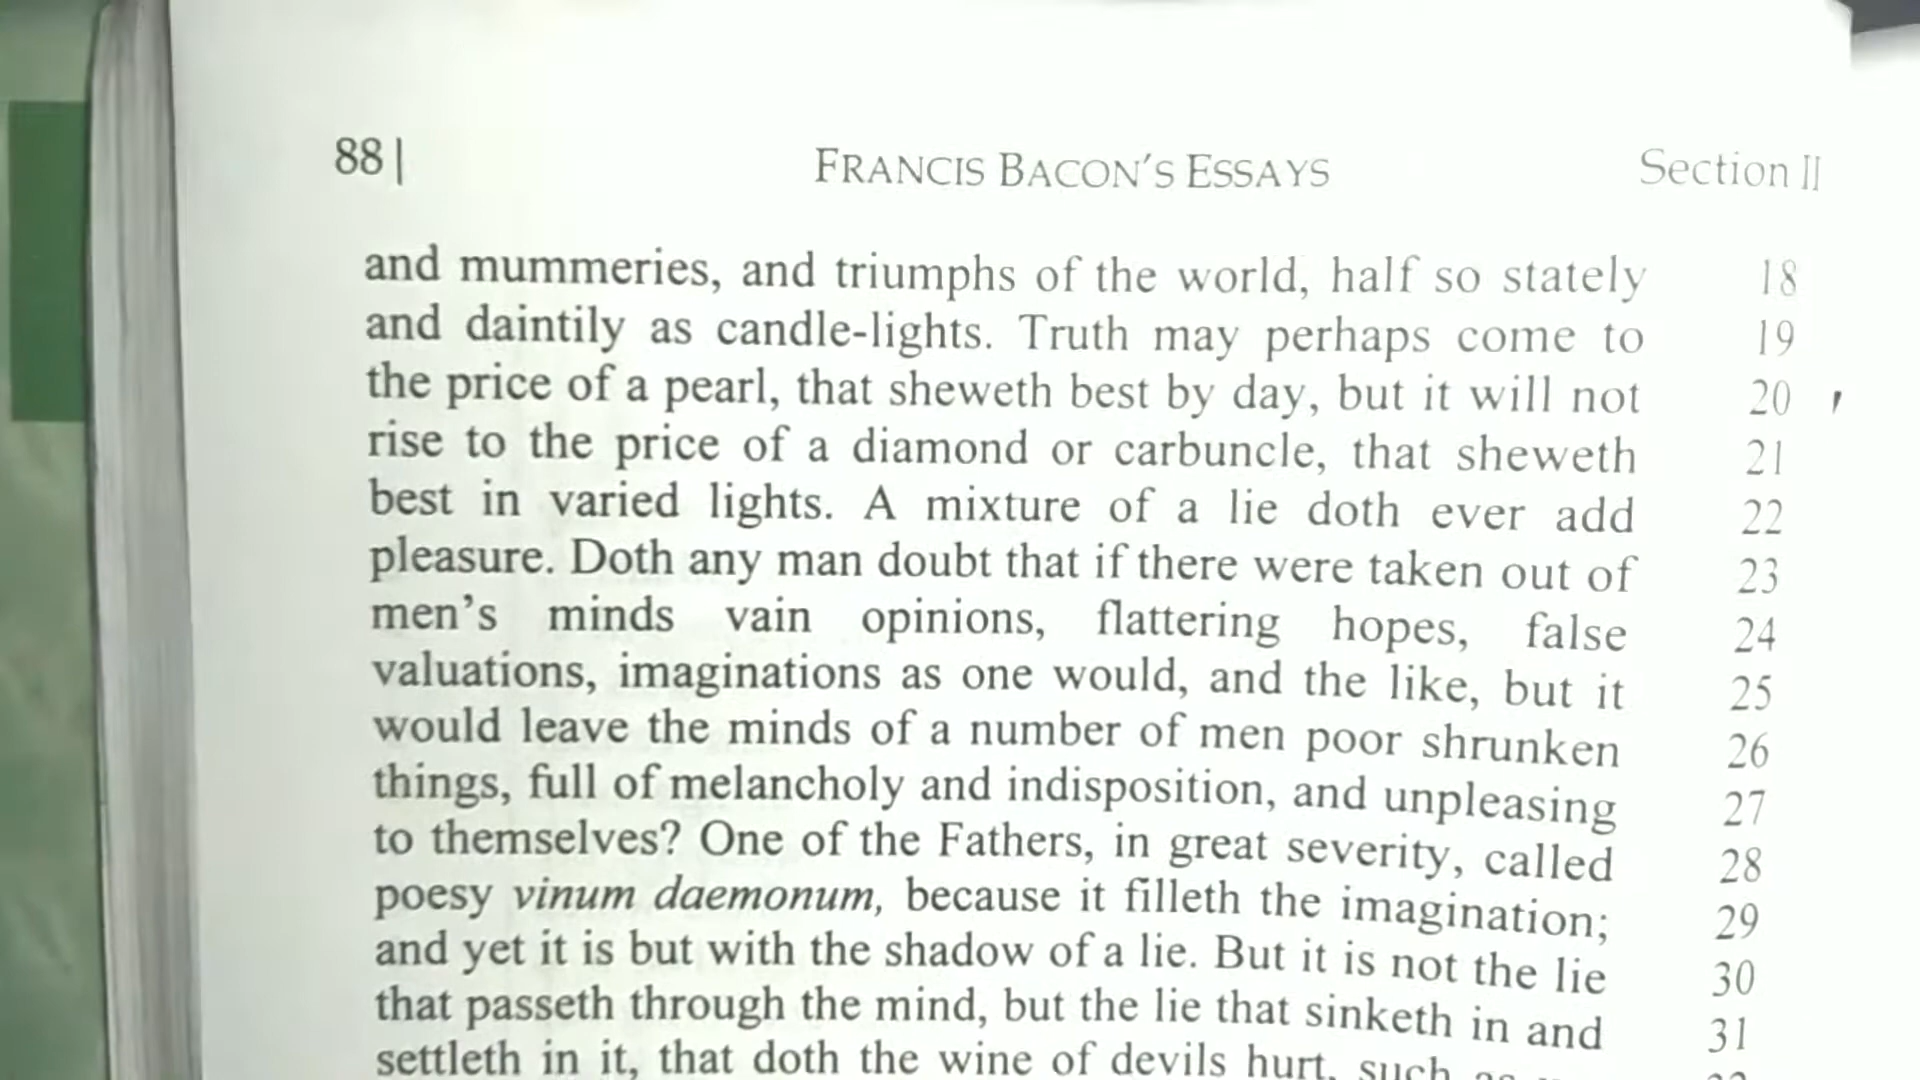 88| FRANCIS BACON'S ESSAYS Section II
and mummeries, and triumphs of the world, half so stately 18
and daintily as candle-lights. Truth may perhaps come to 19
the price of a pearl, that sheweth best by day, but it will not 20
rise to the price of a diamond or carbuncle, that sheweth 21
best in varied lights. A mixture of a lie doth ever add 22
pleasure. Doth any man doubt that if there were taken out of 23
men's minds vain opinions, flattering hopes, false 24
valuations, imaginations as one would, and the like, but it 25
would leave the minds of a number of men poor shrunken 26
things, full of melancholy and indisposition, and unpleasing 27
to themselves? One of the Fathers, in great severity, called 28
poesy vinum daemonum, because it filleth the imagination; 29
and yet it is but with the shadow of a lie. But it is not the lie 30
that passeth through the mind, but the lie that sinketh in and 31
settleth in it, that doth the wine of devils hurt, such